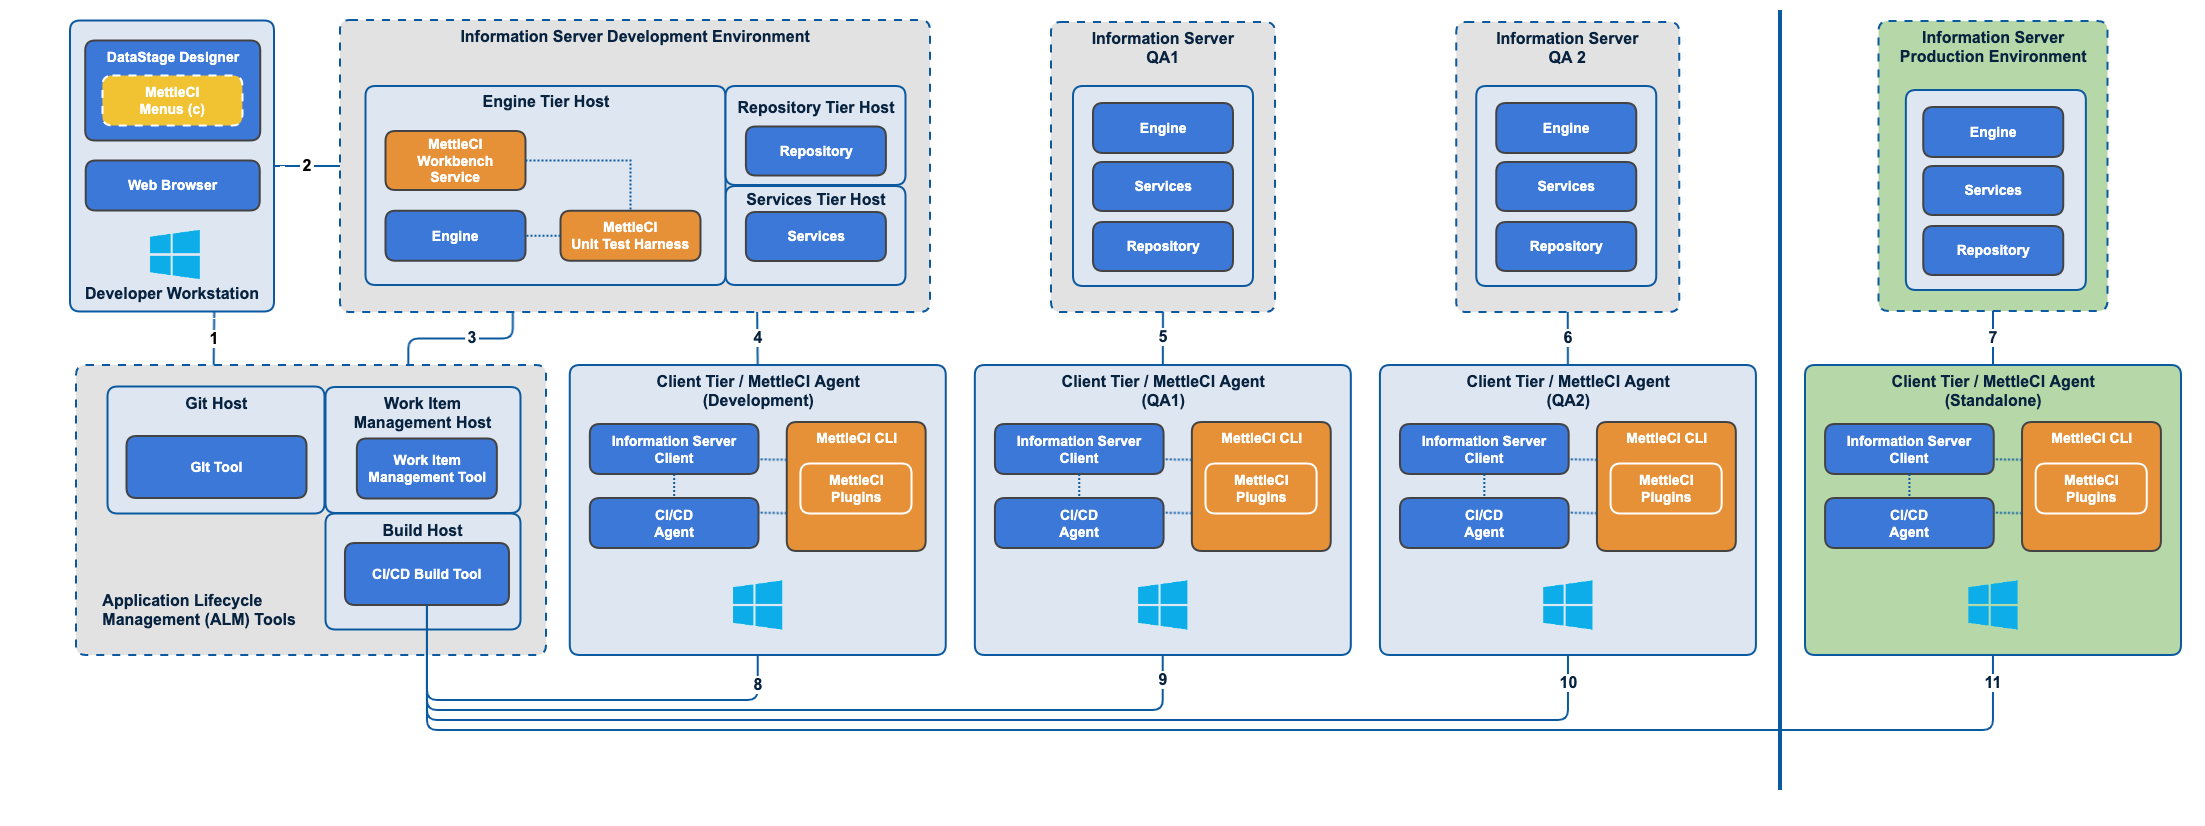 DataStage Designer
MettleCI
Menus (c)
Web Browser
Developer Workstation
2
Information Server Development Environment
Engine Tier Host
MettleCI
Workbench
Service
Engine
MettleCI
Unit Test Harness
Repository Tier Host
Repository
Services Tier Host
Services
Information Server
QA1
Engine
Services
Repository
Information Server
QA 2
Engine
Services
Repository
Information Server
Production Environment
Engine
Services
Repository
1
3
4
5
6
7
Git Host
GIt Tool
Work Item
Management Host
Work Item
Management Tool
Build Host
CI/CD Build Tool
Application Lifecycle
Management (ALM) Tools
Client Tier / MettleCI Agent
(Development)
Information Server
Client
CI/CD
Agent
MettleCI CLI
MettleCI
Plugins
Client Tier / MettleCI Agent
(QA1)
Information Server
Client
CI/CD
Agent
MettleCI CLI
MettleCI
Plugins
Client Tier / MettleCI Agent
(QA2)
Information Server
Client
CI/CD
Agent
MettleCI CLI
MettleCI
Plugins
Client Tier / MettleCI Agent
(Standalone)
Information Server
Client
CI/CD
Agent
MettleCI CLI
MettleCI
Plugins
8
9
10
11